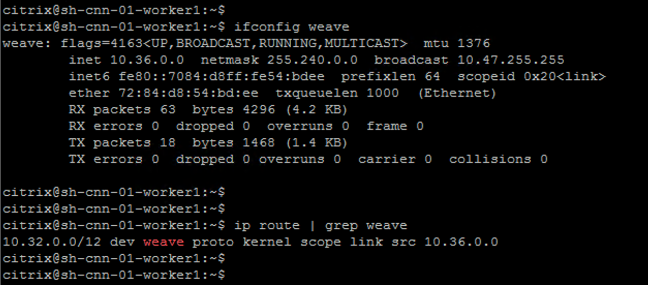 citrix@sh-cnn-01-worker1:~$
citrix@sh-cnn-01-worker1:~$ ifconfig weave
weave: flags=4163<UP,BROADCAST,RUNNING,MULTICAST>  mtu 1376
        inet 10.36.0.0  netmask 255.240.0.0  broadcast 10.47.255.255
        inet6 fe80::7084:d8ff:fe54:bdee  prefixlen 64  scopeid 0x20<link>
        ether 72:84:d8:54:bd:ee  txqueuelen 1000  (Ethernet)
        RX packets 63  bytes 4296 (4.2 KB)
        RX errors 0  dropped 0  overruns 0  frame 0
        TX packets 18  bytes 1468 (1.4 KB)
        TX errors 0  dropped 0 overruns 0  carrier 0  collisions 0
citrix@sh-cnn-01-worker1:~$
citrix@sh-cnn-01-worker1:~$
citrix@sh-cnn-01-worker1:~$ ip route | grep weave
10.32.0.0/12 dev weave proto kernel scope link src 10.36.0.0
citrix@sh-cnn-01-worker1:~$
citrix@sh-cnn-01-worker1:~$